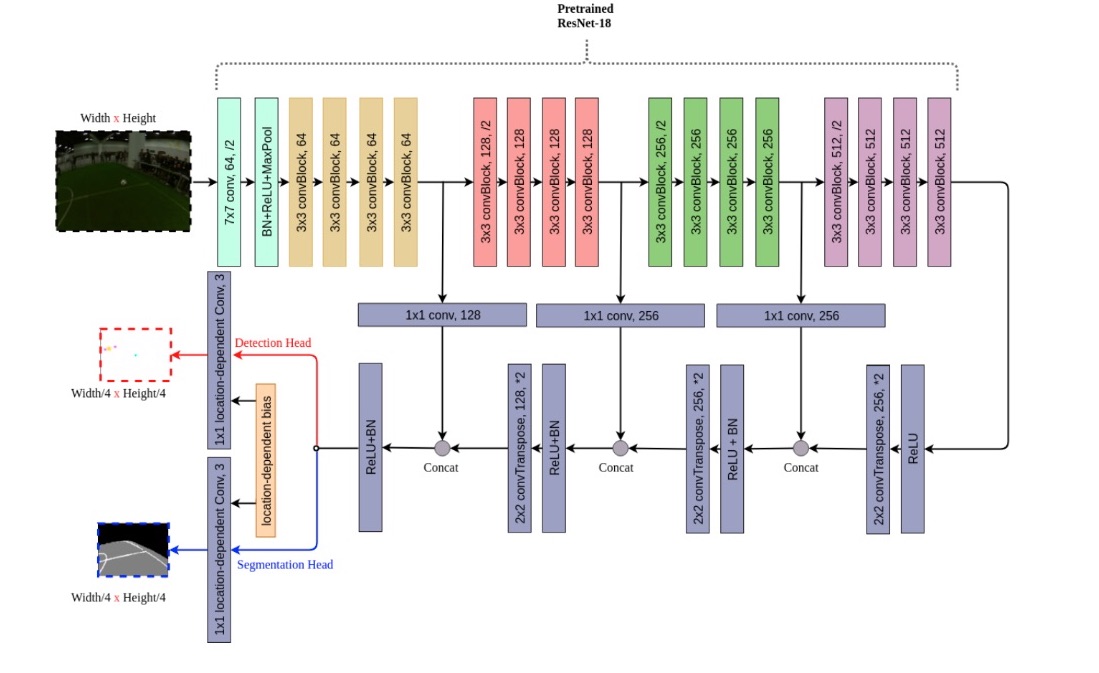 Pretrained
ResNet-18
Width x Height
7x7 conv, 64, /2
BN+ReLU+MaxPool
3x3 convBlock, 64
3x3 convBlock, 64
3x3 convBlock, 64
3x3 convBlock, 64
3x3 convBlock, 128, /2
3x3 convBlock, 128
3x3 convBlock, 128
3x3 convBlock, 128
3x3 convBlock, 256, /2
3x3 convBlock, 256
3x3 convBlock, 256
3x3 convBlock, 256
3x3 convBlock, 512, /2
3x3 convBlock, 512
3x3 convBlock, 512
3x3 convBlock, 512
1x1 conv, 128
1x1 conv, 256
1x1 conv, 256
Width/4 x Height/4
1x1 location-dependent Conv, 3
Detection Head
location-dependent bias
ReLU+BN
Concat
2x2 convTranspose, 128, *2
ReLU+BN
Concat
2x2 convTranspose, 256, *2
ReLU + BN
Concat
2x2 convTranspose, 256, *2
ReLU
1x1 location-dependent Conv, 3
Segmentation Head
Width/4 x Height/4